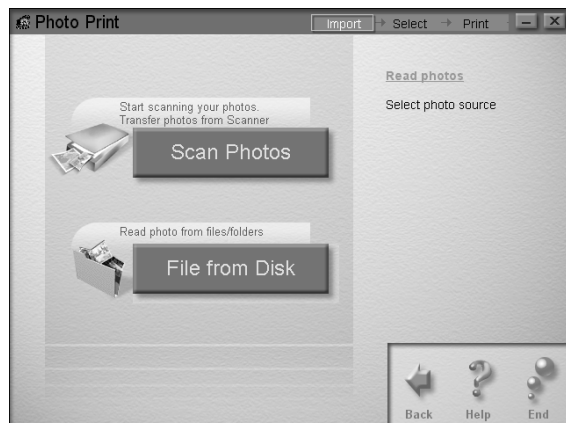 Photo Print
Import → Select → Print
Read photos
Select photo source
Start scanning your photos.
Transfer photos from Scanner
Scan Photos
Read photo from files/folders
File from Disk
Back Help End